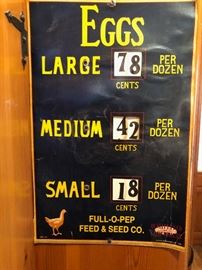 EGGS
LARGE 78 PER DOZEN
CENTS
MEDIUM 42 PER DOZEN
CENTS
SMALL 18 PER DOZEN
CENTS
FULL-O-PEP
FEED & SEED CO.